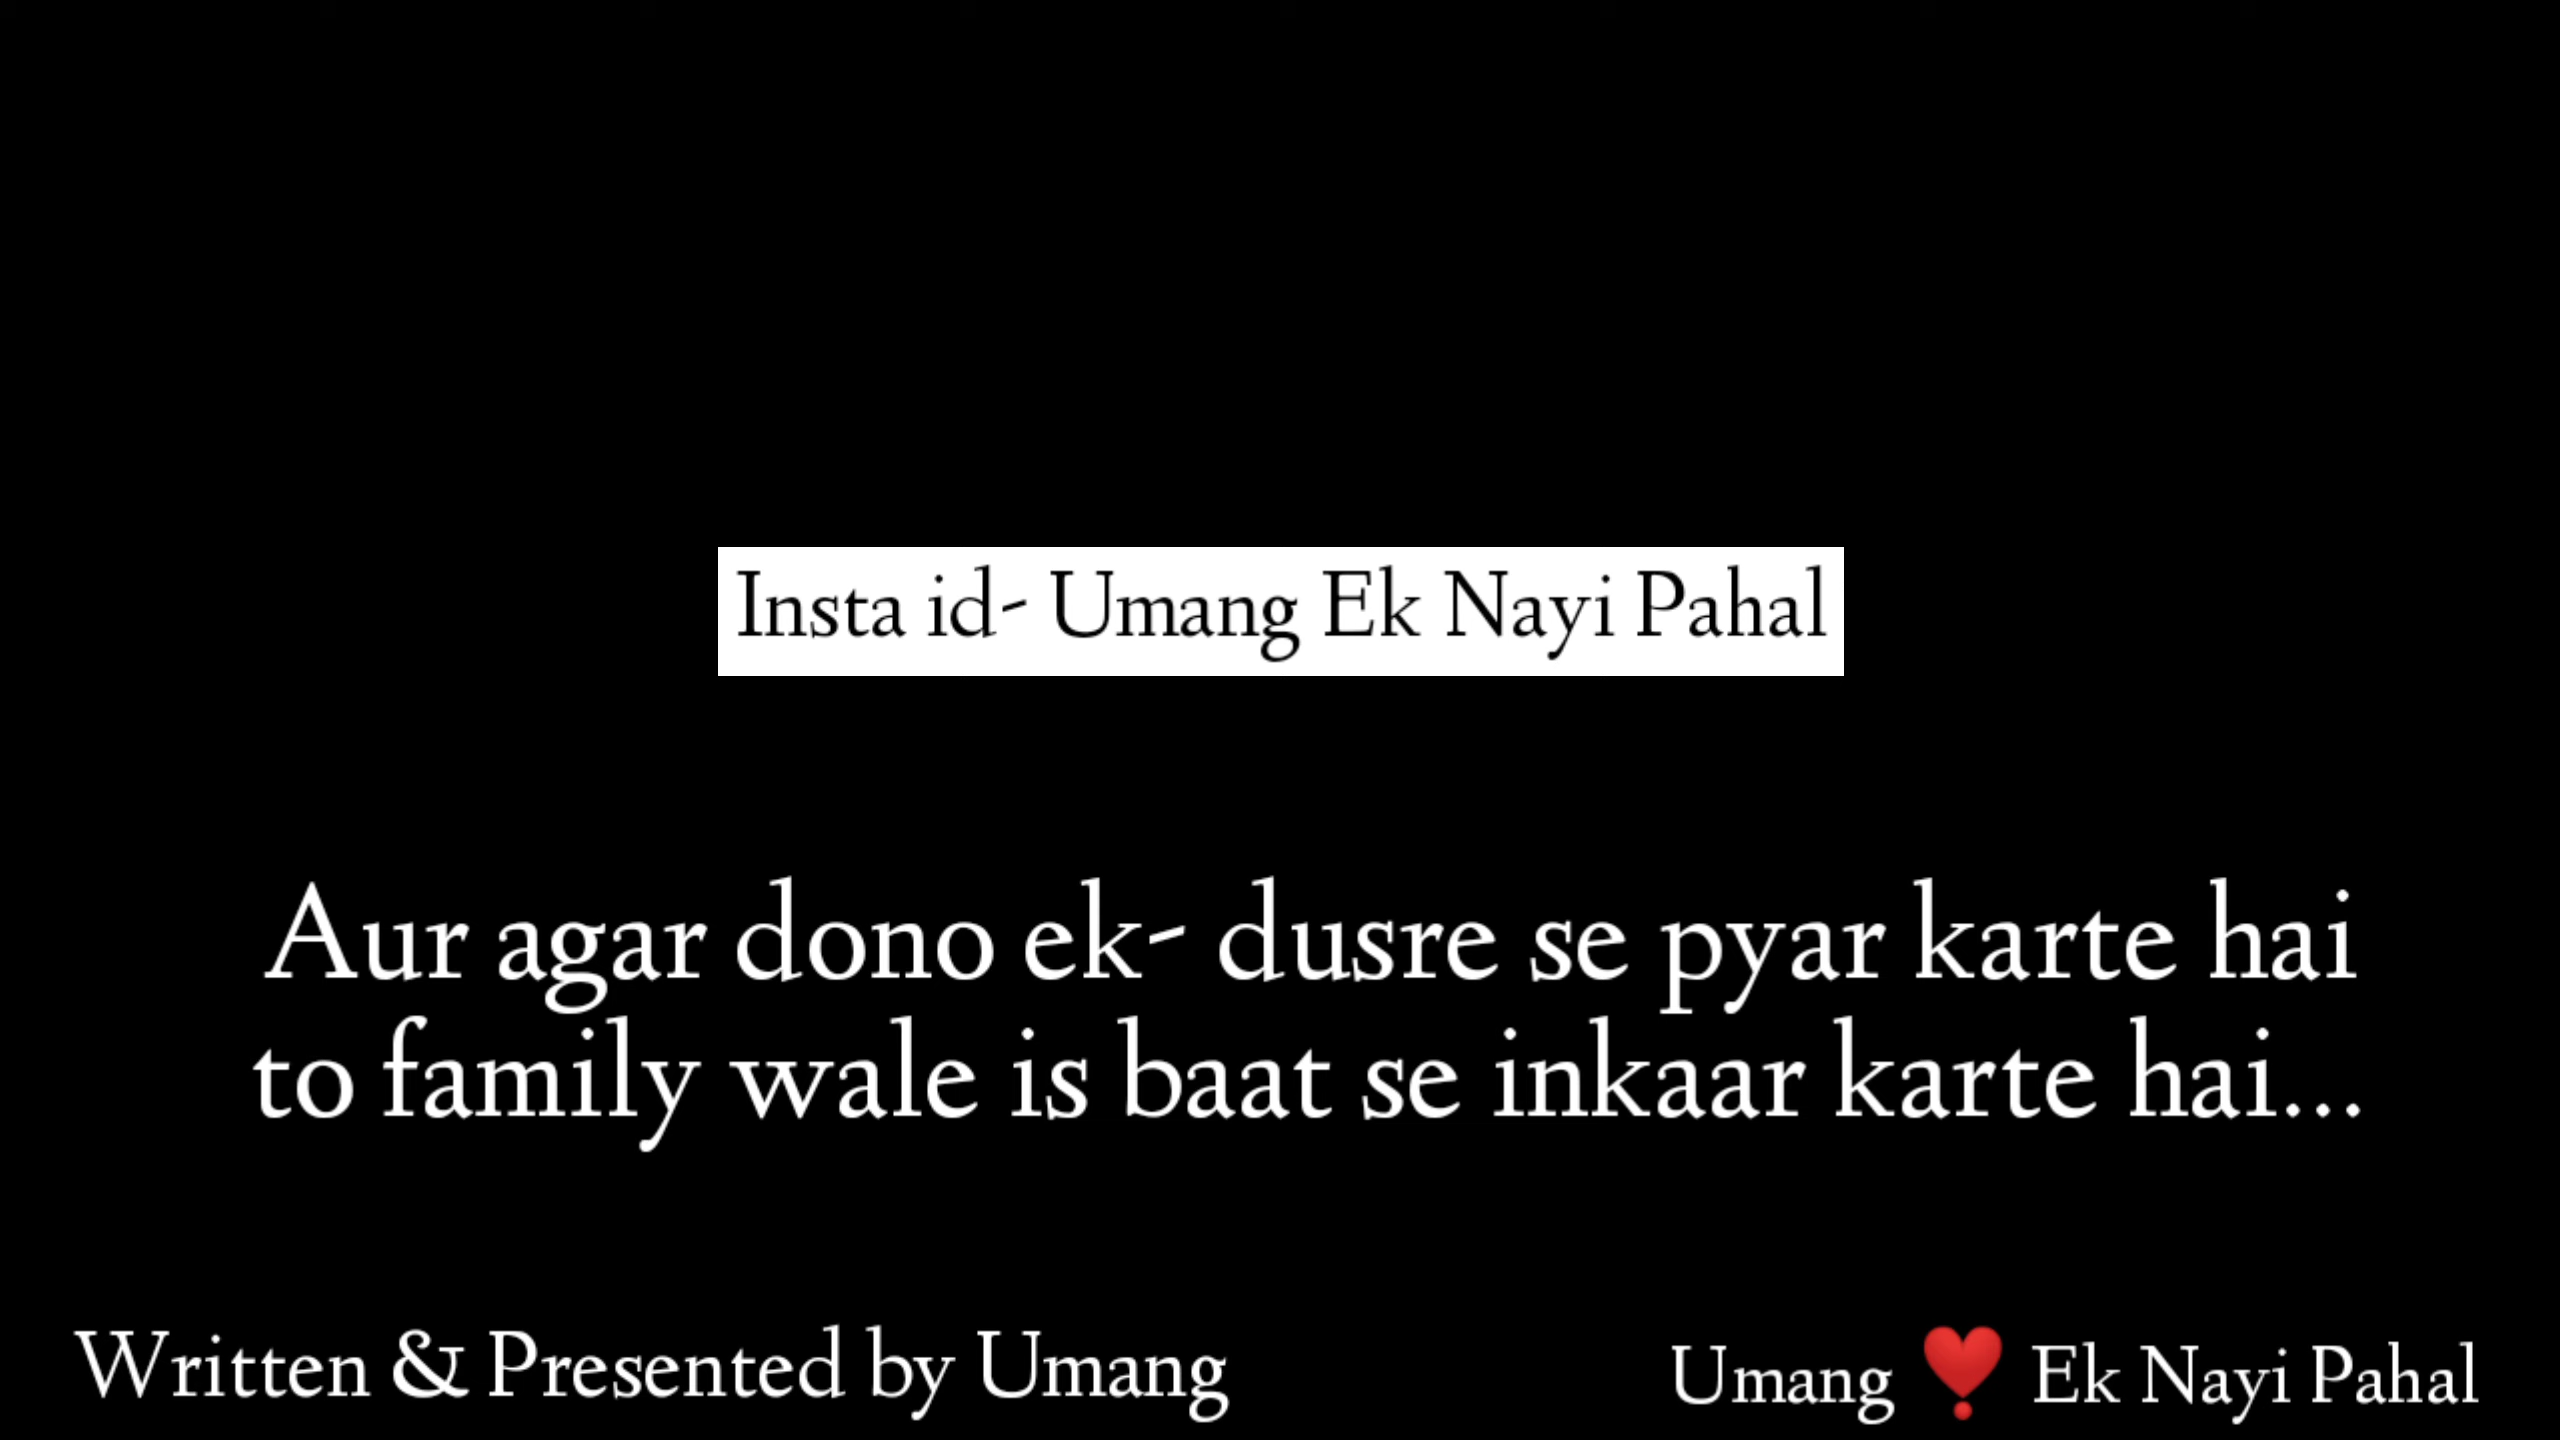 Insta id- Umang Ek Nayi Pahal
Aur agar dono ek- dusre se pyar karte hai
to family wale is baat se inkaar karte hai...
Written & Presented by Umang
Umang ❣ Ek Nayi Pahal